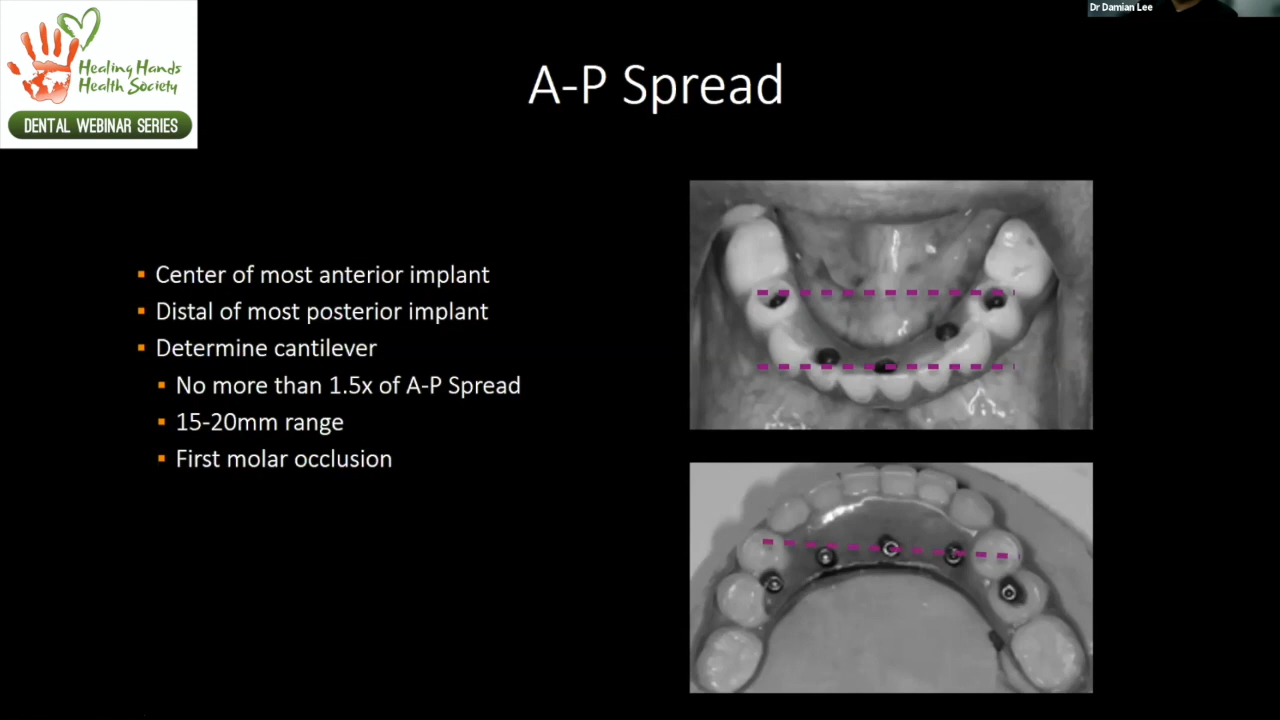 Dr Damian Lee
Healing Hands
Health Society
DENTAL WEBINAR SERIES
A-P Spread
Center of most anterior implant
Distal of most posterior implant
Determine cantilever
No more than 1.5x of A-P Spread
15-20mm range
First molar occlusion